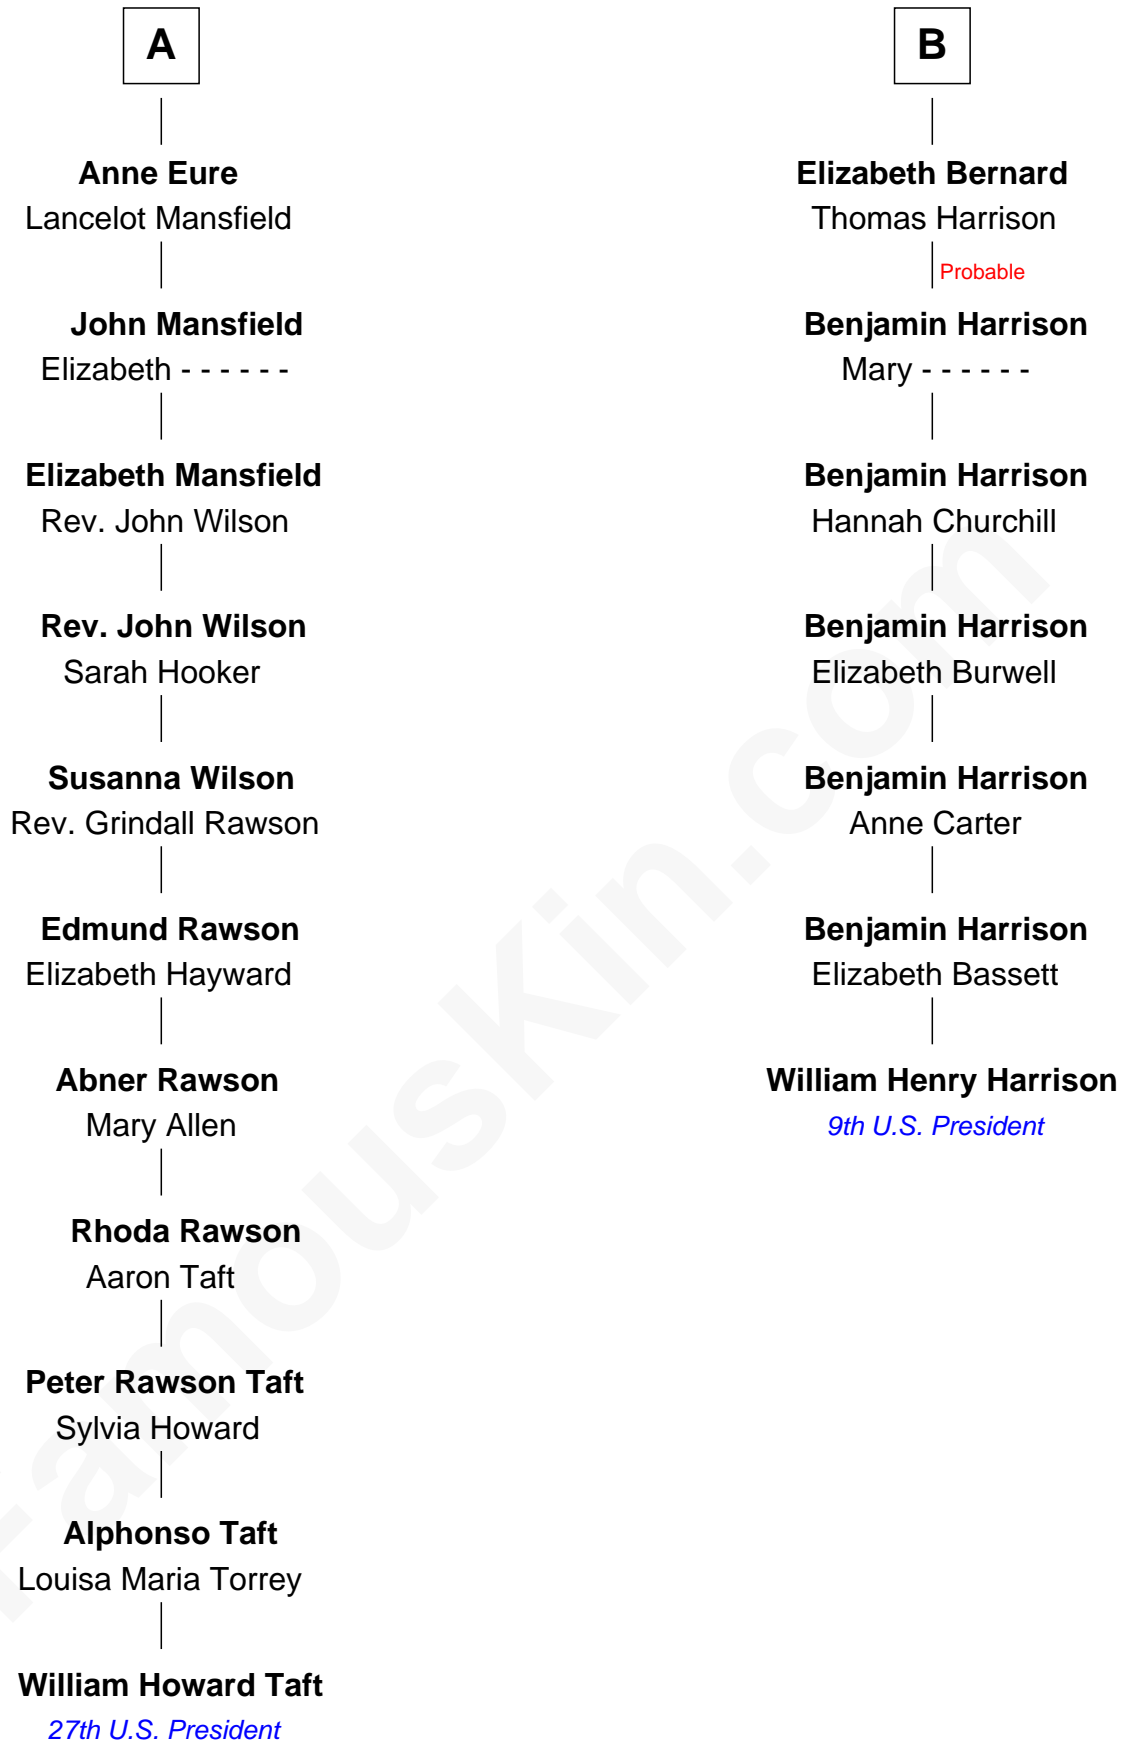 A
Anne Eure
Lancelot Mansfield
John Mansfield
Elizabeth - - - - - -
Elizabeth Mansfield
Rev. John Wilson
Rev. John Wilson
Sarah Hooker
Susanna Wilson
Rev. Grindall Rawson
Edmund Rawson
Elizabeth Hayward
Abner Rawson
Mary Allen
Rhoda Rawson
Aaron Taft
Peter Rawson Taft
Sylvia Howard
Alphonso Taft
Louisa Maria Torrey
William Howard Taft
27th U.S. President
B
Elizabeth Bernard
Thomas Harrison
Probable
Benjamin Harrison
Mary - - - - - -
Benjamin Harrison
Hannah Churchill
Benjamin Harrison
Elizabeth Burwell
Benjamin Harrison
Anne Carter
Benjamin Harrison
Elizabeth Bassett
William Henry Harrison
9th U.S. President
FamousKin.com